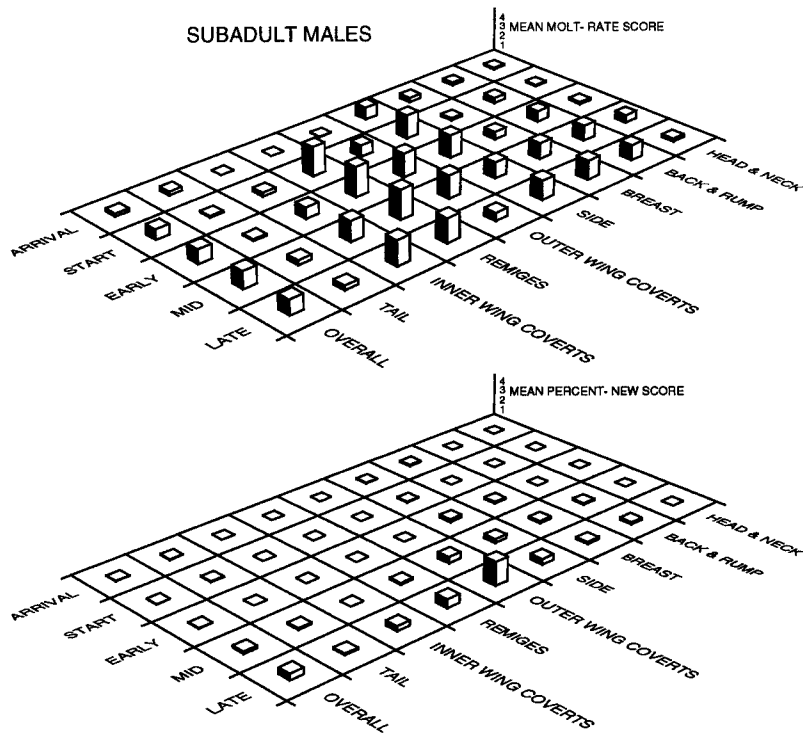 SUBADULT MALES
4
3
2
1
MEAN MOLT- RATE SCORE
HEAD & NECK
BACK & RUMP
BREAST
SIDE
OUTER WING COVERTS
REMIGES
INNER WING COVERTS
TAIL
OVERALL
ARRIVAL
START
EARLY
MID
LATE
4
3
2
1
MEAN PERCENT- NEW SCORE
HEAD & NECK
BACK & RUMP
BREAST
SIDE
OUTER WING COVERTS
REMIGES
INNER WING COVERTS
TAIL
OVERALL
ARRIVAL
START
EARLY
MID
LATE